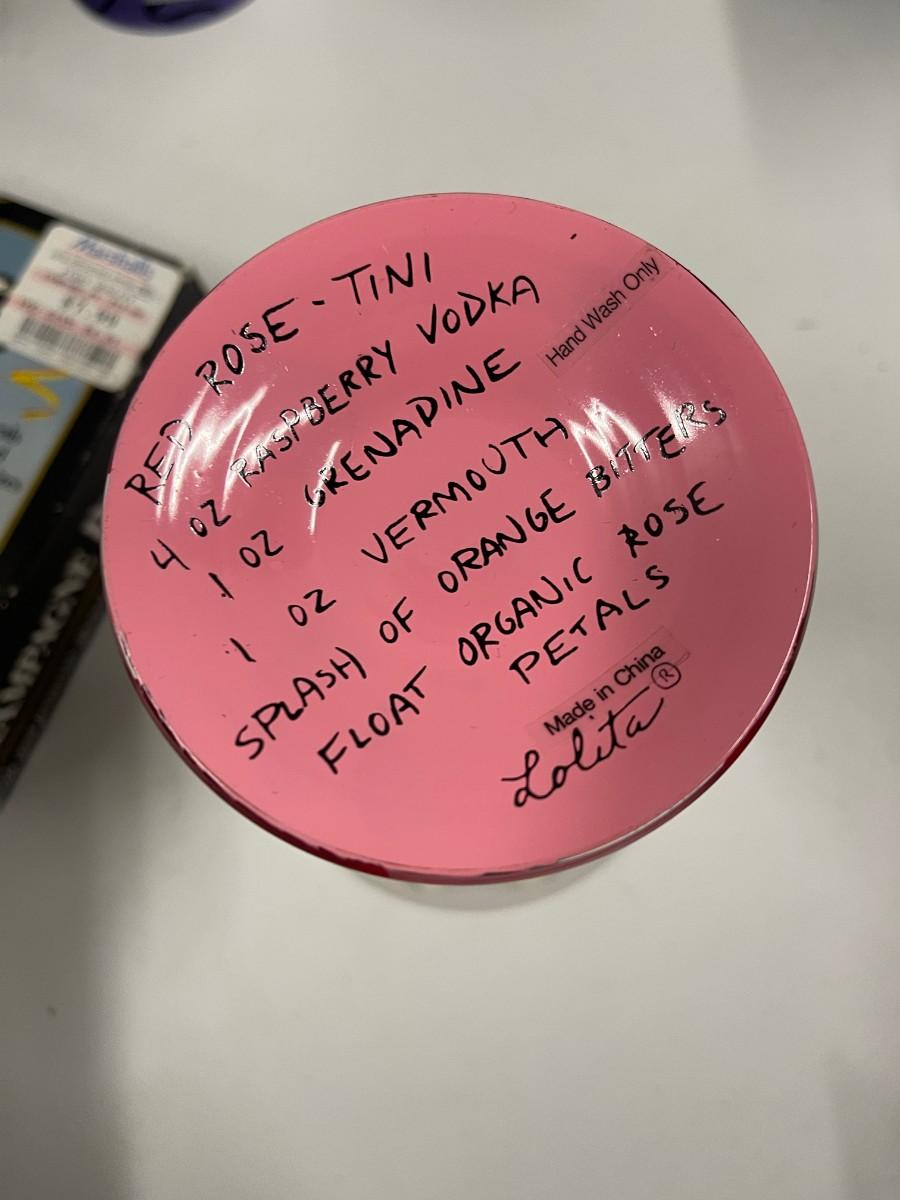 RED ROSE-TINI
4 OZ RASPBERRY VODKA
1 OZ GRENADINE
1 OZ VERMOUTH
SPLASH OF ORANGE BITTERS
FLOAT ORGANIC ROSE
PETALS
Hand Wash Only
Made in China
Lolita®
Marshalls